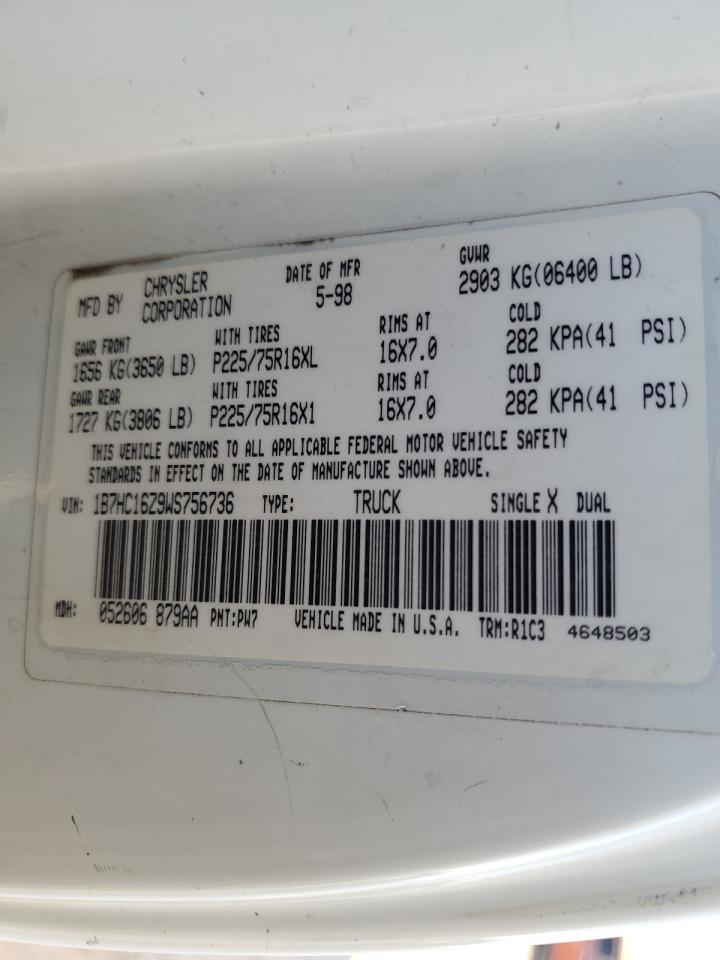 MFD BY CHRYSLER CORPORATION DATE OF MFR 5-98 GVWR 2903 KG(06400 LB)
GAWR FRONT WITH TIRES RIMS AT COLD
1656 KG(3650 LB) P225/75R16XL 16X7.0 282 KPA(41 PSI)
GAWR REAR WITH TIRES RIMS AT COLD
1727 KG(3806 LB) P225/75R16X1 16X7.0 282 KPA(41 PSI)
THIS VEHICLE CONFORMS TO ALL APPLICABLE FEDERAL MOTOR VEHICLE SAFETY
STANDARDS IN EFFECT ON THE DATE OF MANUFACTURE SHOWN ABOVE.
VIN: 1B7HC16Z9WS756736 TYPE: TRUCK SINGLE X DUAL
MDH: 052606 879AA PNT:PW7 VEHICLE MADE IN U.S.A. TRM:R1C3 4648503